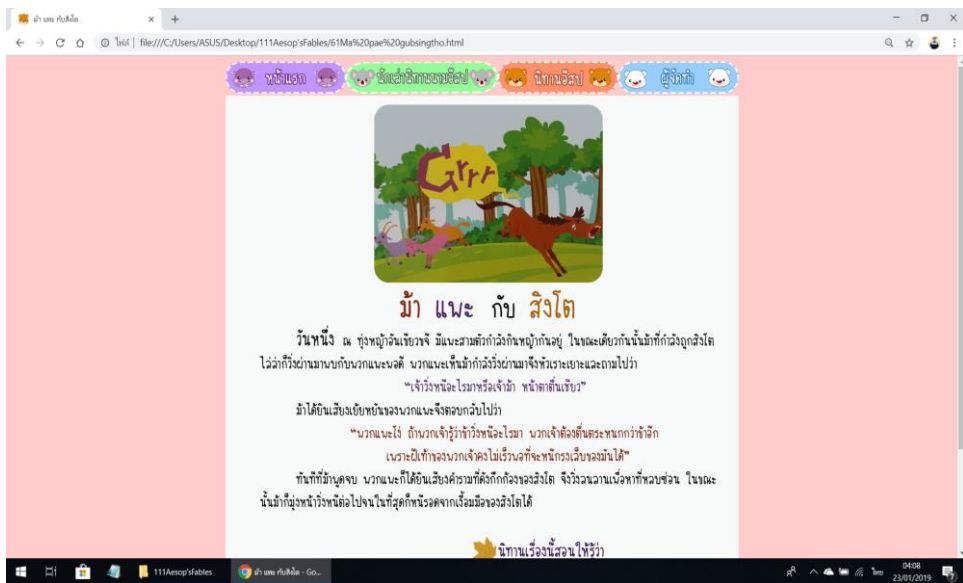 ม้า แพะ กับสิงโต
ไฟล์ | file:///C:/Users/ASUS/Desktop/111Aesop'sFables/61Ma%20pae%20gubsingtho.html
หน้าแรก นักเล่านิทานนามอีสป นิทานอีสป ผู้จัดทำ
Grrr
ม้า แพะ กับ สิงโต
วันหนึ่ง ณ ทุ่งหญ้าอันเขียวขจี มีแพะสามตัวกำลังกินหญ้ากันอยู่ ในขณะเดียวกันนั้นม้าที่กำลังถูกสิงโต
ไล่ล่าก็วิ่งผ่านมาพบกับพวกแพะพอดี พวกแพะเห็นม้ากำลังวิ่งผ่านมาจึงหัวเราะเยาะและถามไปว่า
“เจ้าวิ่งหนีอะไรมาหรือเจ้าม้า หน้าตาตื่นเชียว”
ม้าได้ยินเสียงเย้ยหยันของพวกแพะจึงตอบกลับไปว่า
“พวกแพะโง่ ถ้าพวกเจ้ารู้ว่าข้าวิ่งหนีอะไรมา พวกเจ้าต้องตื่นตระหนกกว่าข้าอีก
เพราะฝีเท้าของพวกเจ้าคงไม่เร็วพอที่จะหนีกรงเล็บของมันได้”
ทันทีที่ม้าพูดจบ พวกแพะก็ได้ยินเสียงคำรามที่ดังกึกก้องของสิงโต จึงวิ่งลนลานเพื่อหาที่หลบซ่อน ในขณะ
นั้นม้าก็มุ่งหน้าวิ่งหนีต่อไปจนในที่สุดก็หนีรอดจากเงื้อมมือของสิงโตได้
นิทานเรื่องนี้สอนให้รู้ว่า
111Aesop'sFables
ม้า แพะ กับสิงโต - Go...
ไทย
04:08
23/01/2019